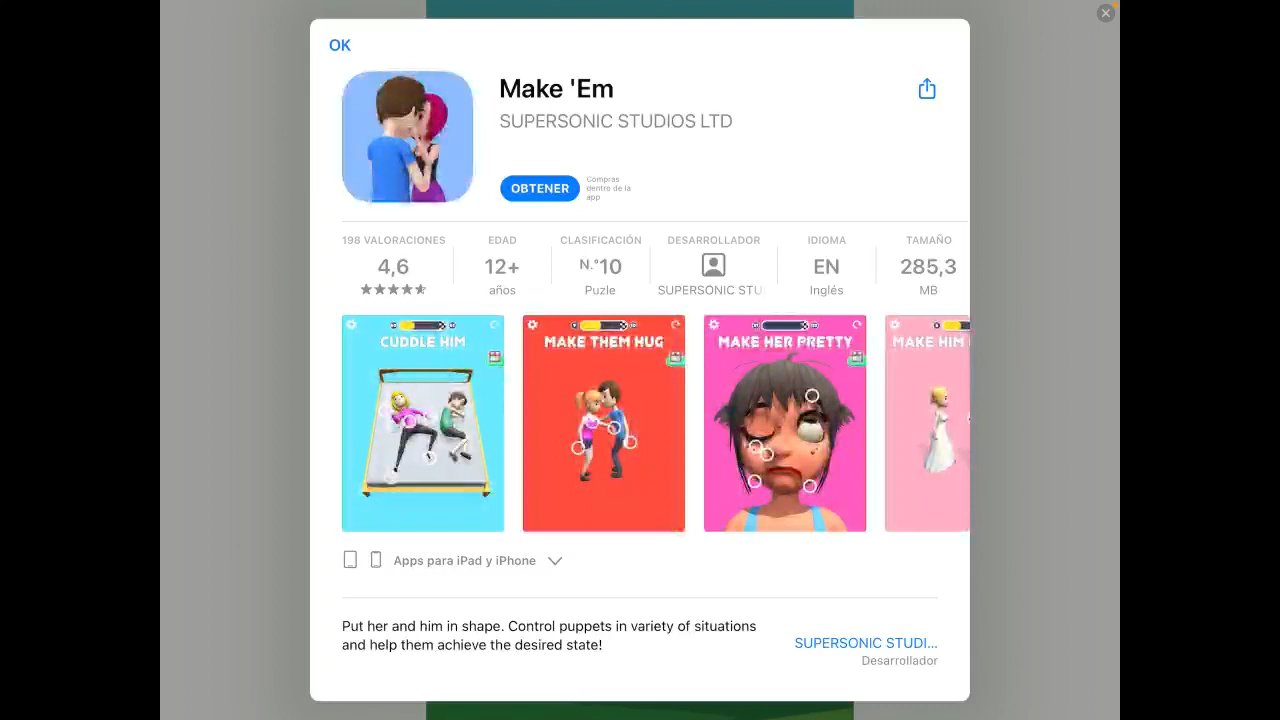 OK
Make 'Em
SUPERSONIC STUDIOS LTD
OBTENER
Compras
dentro de la
app
198 VALORACIONES
4,6
EDAD
12+
años
CLASIFICACIÓN
N.º10
Puzle
DESARROLLADOR
SUPERSONIC STU
IDIOMA
EN
Inglés
TAMAÑO
285,3
MB
CUDDLE HIM
MAKE THEM HUG
MAKE HER PRETTY
MAKE HIM
Apps para iPad y iPhone
Put her and him in shape. Control puppets in variety of situations
and help them achieve the desired state!
SUPERSONIC STUDI...
Desarrollador